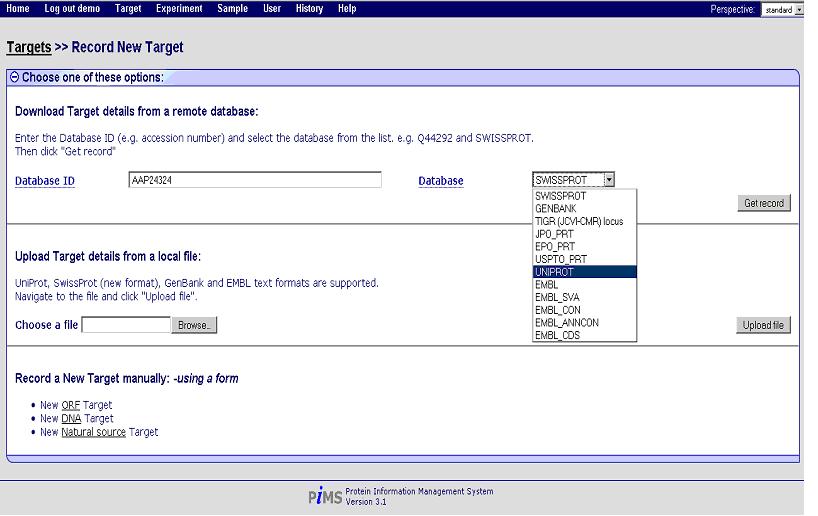 Home Log out demo Target Experiment Sample User History Help Perspective: standard
Targets >> Record New Target
Choose one of these options:
Download Target details from a remote database:
Enter the Database ID (e.g. accession number) and select the database from the list. e.g. Q44292 and SWISSPROT.
Then click "Get record"
Database ID AAP24324 Database SWISSPROT
SWISSPROT
GENBANK
TIGR (JCVI-CMR) locus
JPO_PRT
EPO_PRT
USPTO_PRT
UNIPROT
EMBL
EMBL_SVA
EMBL_CON
EMBL_ANNCON
EMBL_CDS
Get record
Upload Target details from a local file:
UniProt, SwissProt (new format), GenBank and EMBL text formats are supported.
Navigate to the file and click "Upload file".
Choose a file Browse... Upload file
Record a New Target manually: -using a form
• New ORF Target
• New DNA Target
• New Natural source Target
PiMS Protein Information Management System
Version 3.1